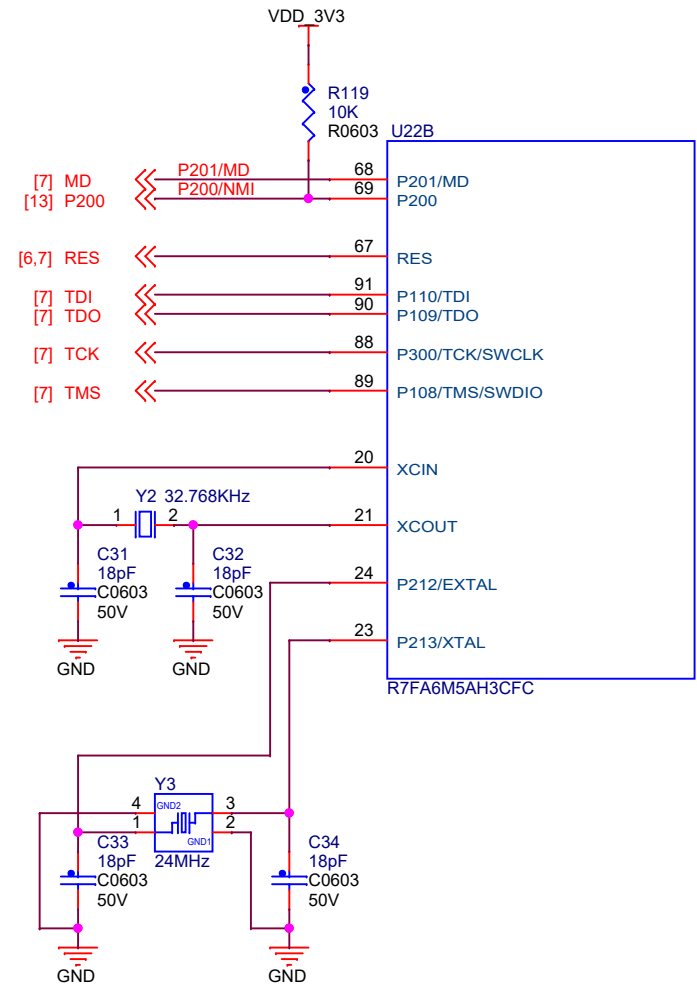 VDD_3V3
R119
10K
R0603
U22B
[7] MD
P201/MD
68
P201/MD
[13] P200
P200/NMI
69
P200
[6,7] RES
67
RES
[7] TDI
91
P110/TDI
[7] TDO
90
P109/TDO
[7] TCK
88
P300/TCK/SWCLK
[7] TMS
89
P108/TMS/SWDIO
20
XCIN
Y2 32.768KHz
1
2
21
XCOUT
C31
18pF
C0603
50V
GND
C32
18pF
C0603
50V
GND
24
P212/EXTAL
23
P213/XTAL
R7FA6M5AH3CFC
Y3
4
GND2
3
1
GND1
2
24MHz
C33
18pF
C0603
50V
GND
C34
18pF
C0603
50V
GND